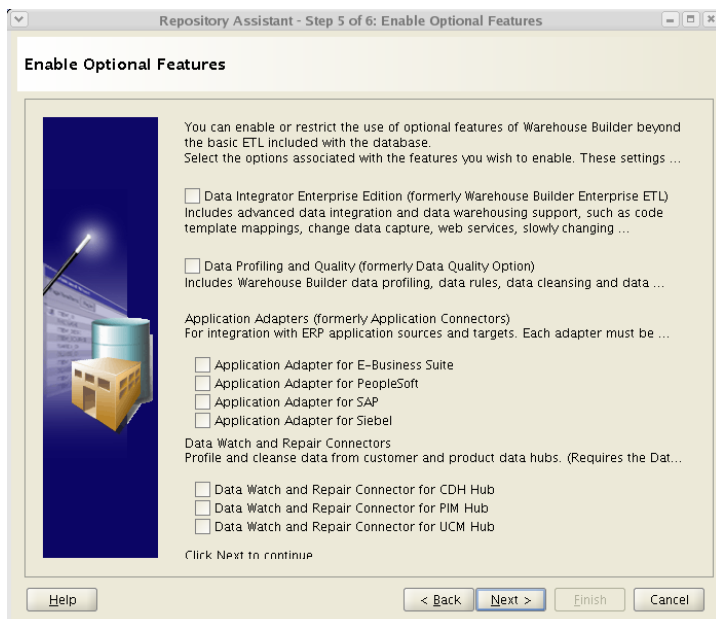 Repository Assistant - Step 5 of 6: Enable Optional Features
Enable Optional Features
You can enable or restrict the use of optional features of Warehouse Builder beyond
the basic ETL included with the database.
Select the options associated with the features you wish to enable. These settings ...
Data Integrator Enterprise Edition (formerly Warehouse Builder Enterprise ETL)
Includes advanced data integration and data warehousing support, such as code
template mappings, change data capture, web services, slowly changing ...
Data Profiling and Quality (formerly Data Quality Option)
Includes Warehouse Builder data profiling, data rules, data cleansing and data ...
Application Adapters (formerly Application Connectors)
For integration with ERP application sources and targets. Each adapter must be ...
Application Adapter for E-Business Suite
Application Adapter for PeopleSoft
Application Adapter for SAP
Application Adapter for Siebel
Data Watch and Repair Connectors
Profile and cleanse data from customer and product data hubs. (Requires the Dat...
Data Watch and Repair Connector for CDH Hub
Data Watch and Repair Connector for PIM Hub
Data Watch and Repair Connector for UCM Hub
Click Next to continue
Help
< Back
Next >
Finish
Cancel